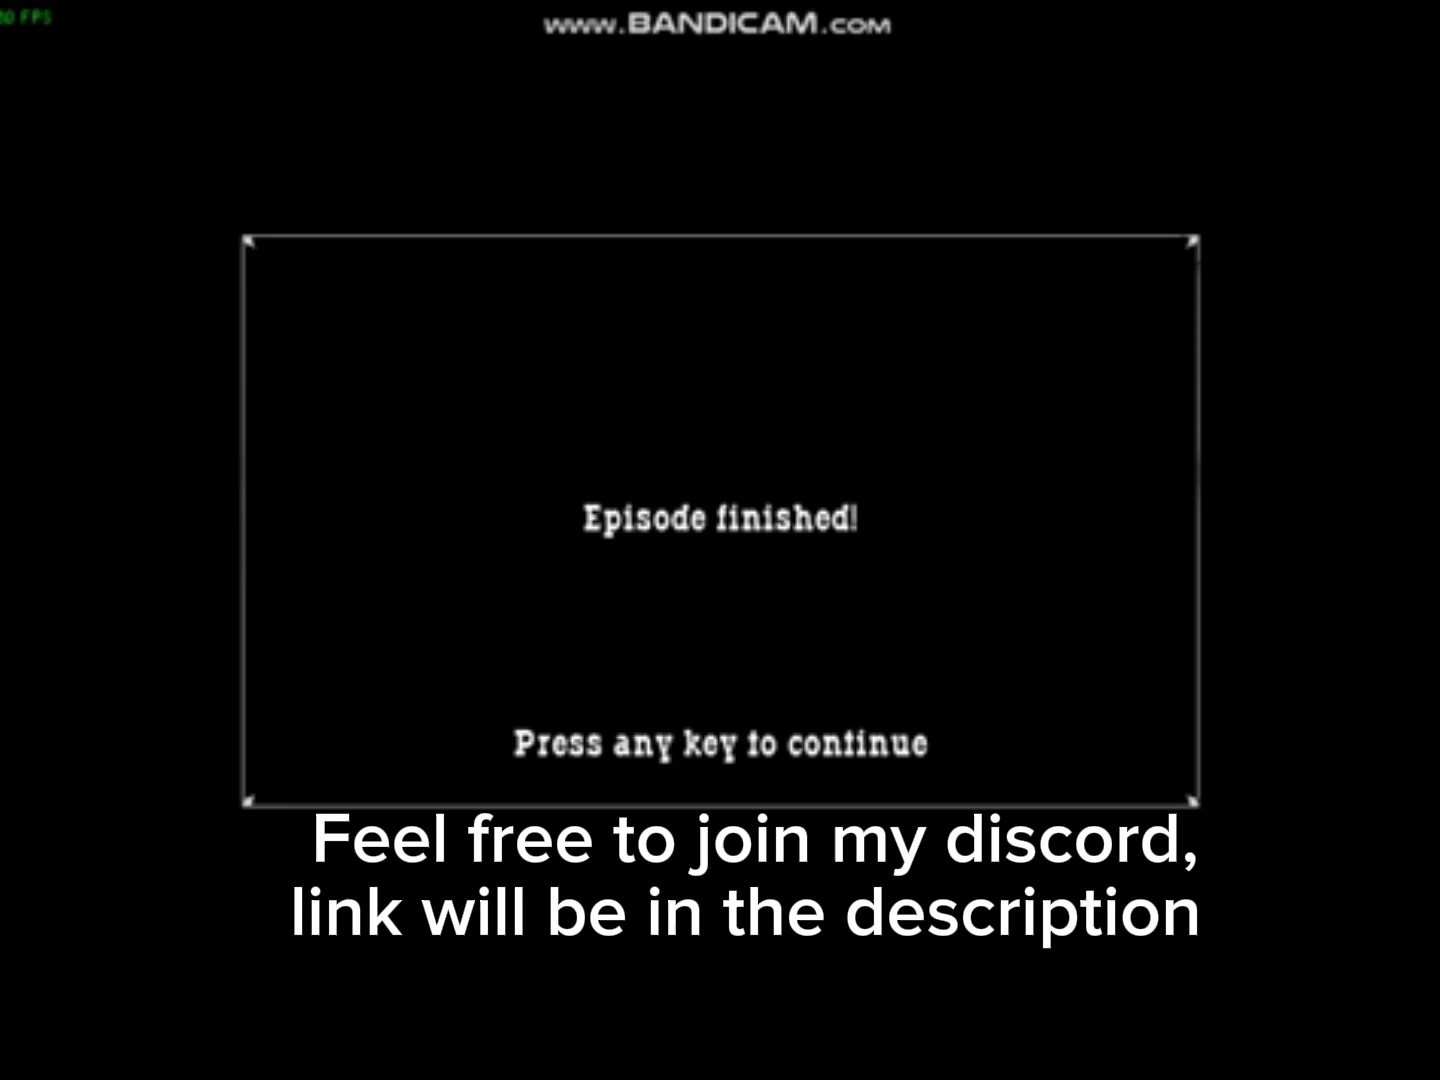 FPS
www.BANDICAM.COM
Episode finished!
Press any key to continue
Feel free to join my discord,
link will be in the description